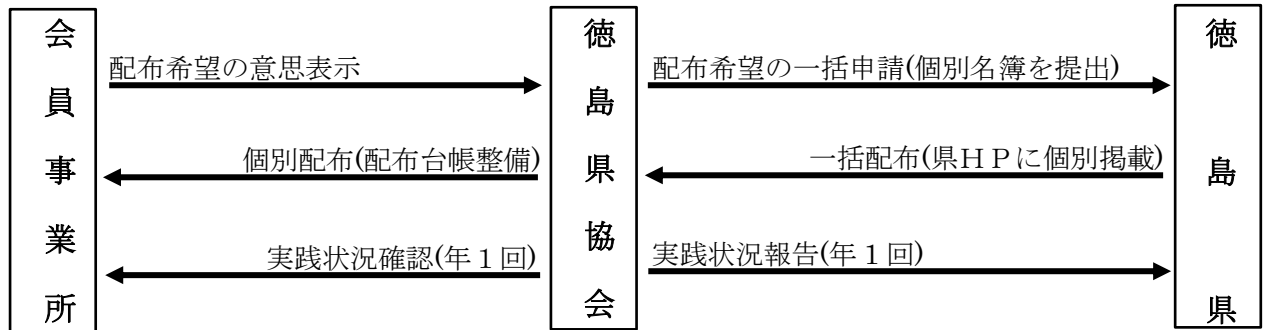 会員事業所
配布希望の意思表示
個別配布(配布台帳整備)
実践状況確認(年１回)
徳島県協会
配布希望の一括申請(個別名簿を提出)
一括配布(県ＨＰに個別掲載)
実践状況報告(年１回)
徳島県